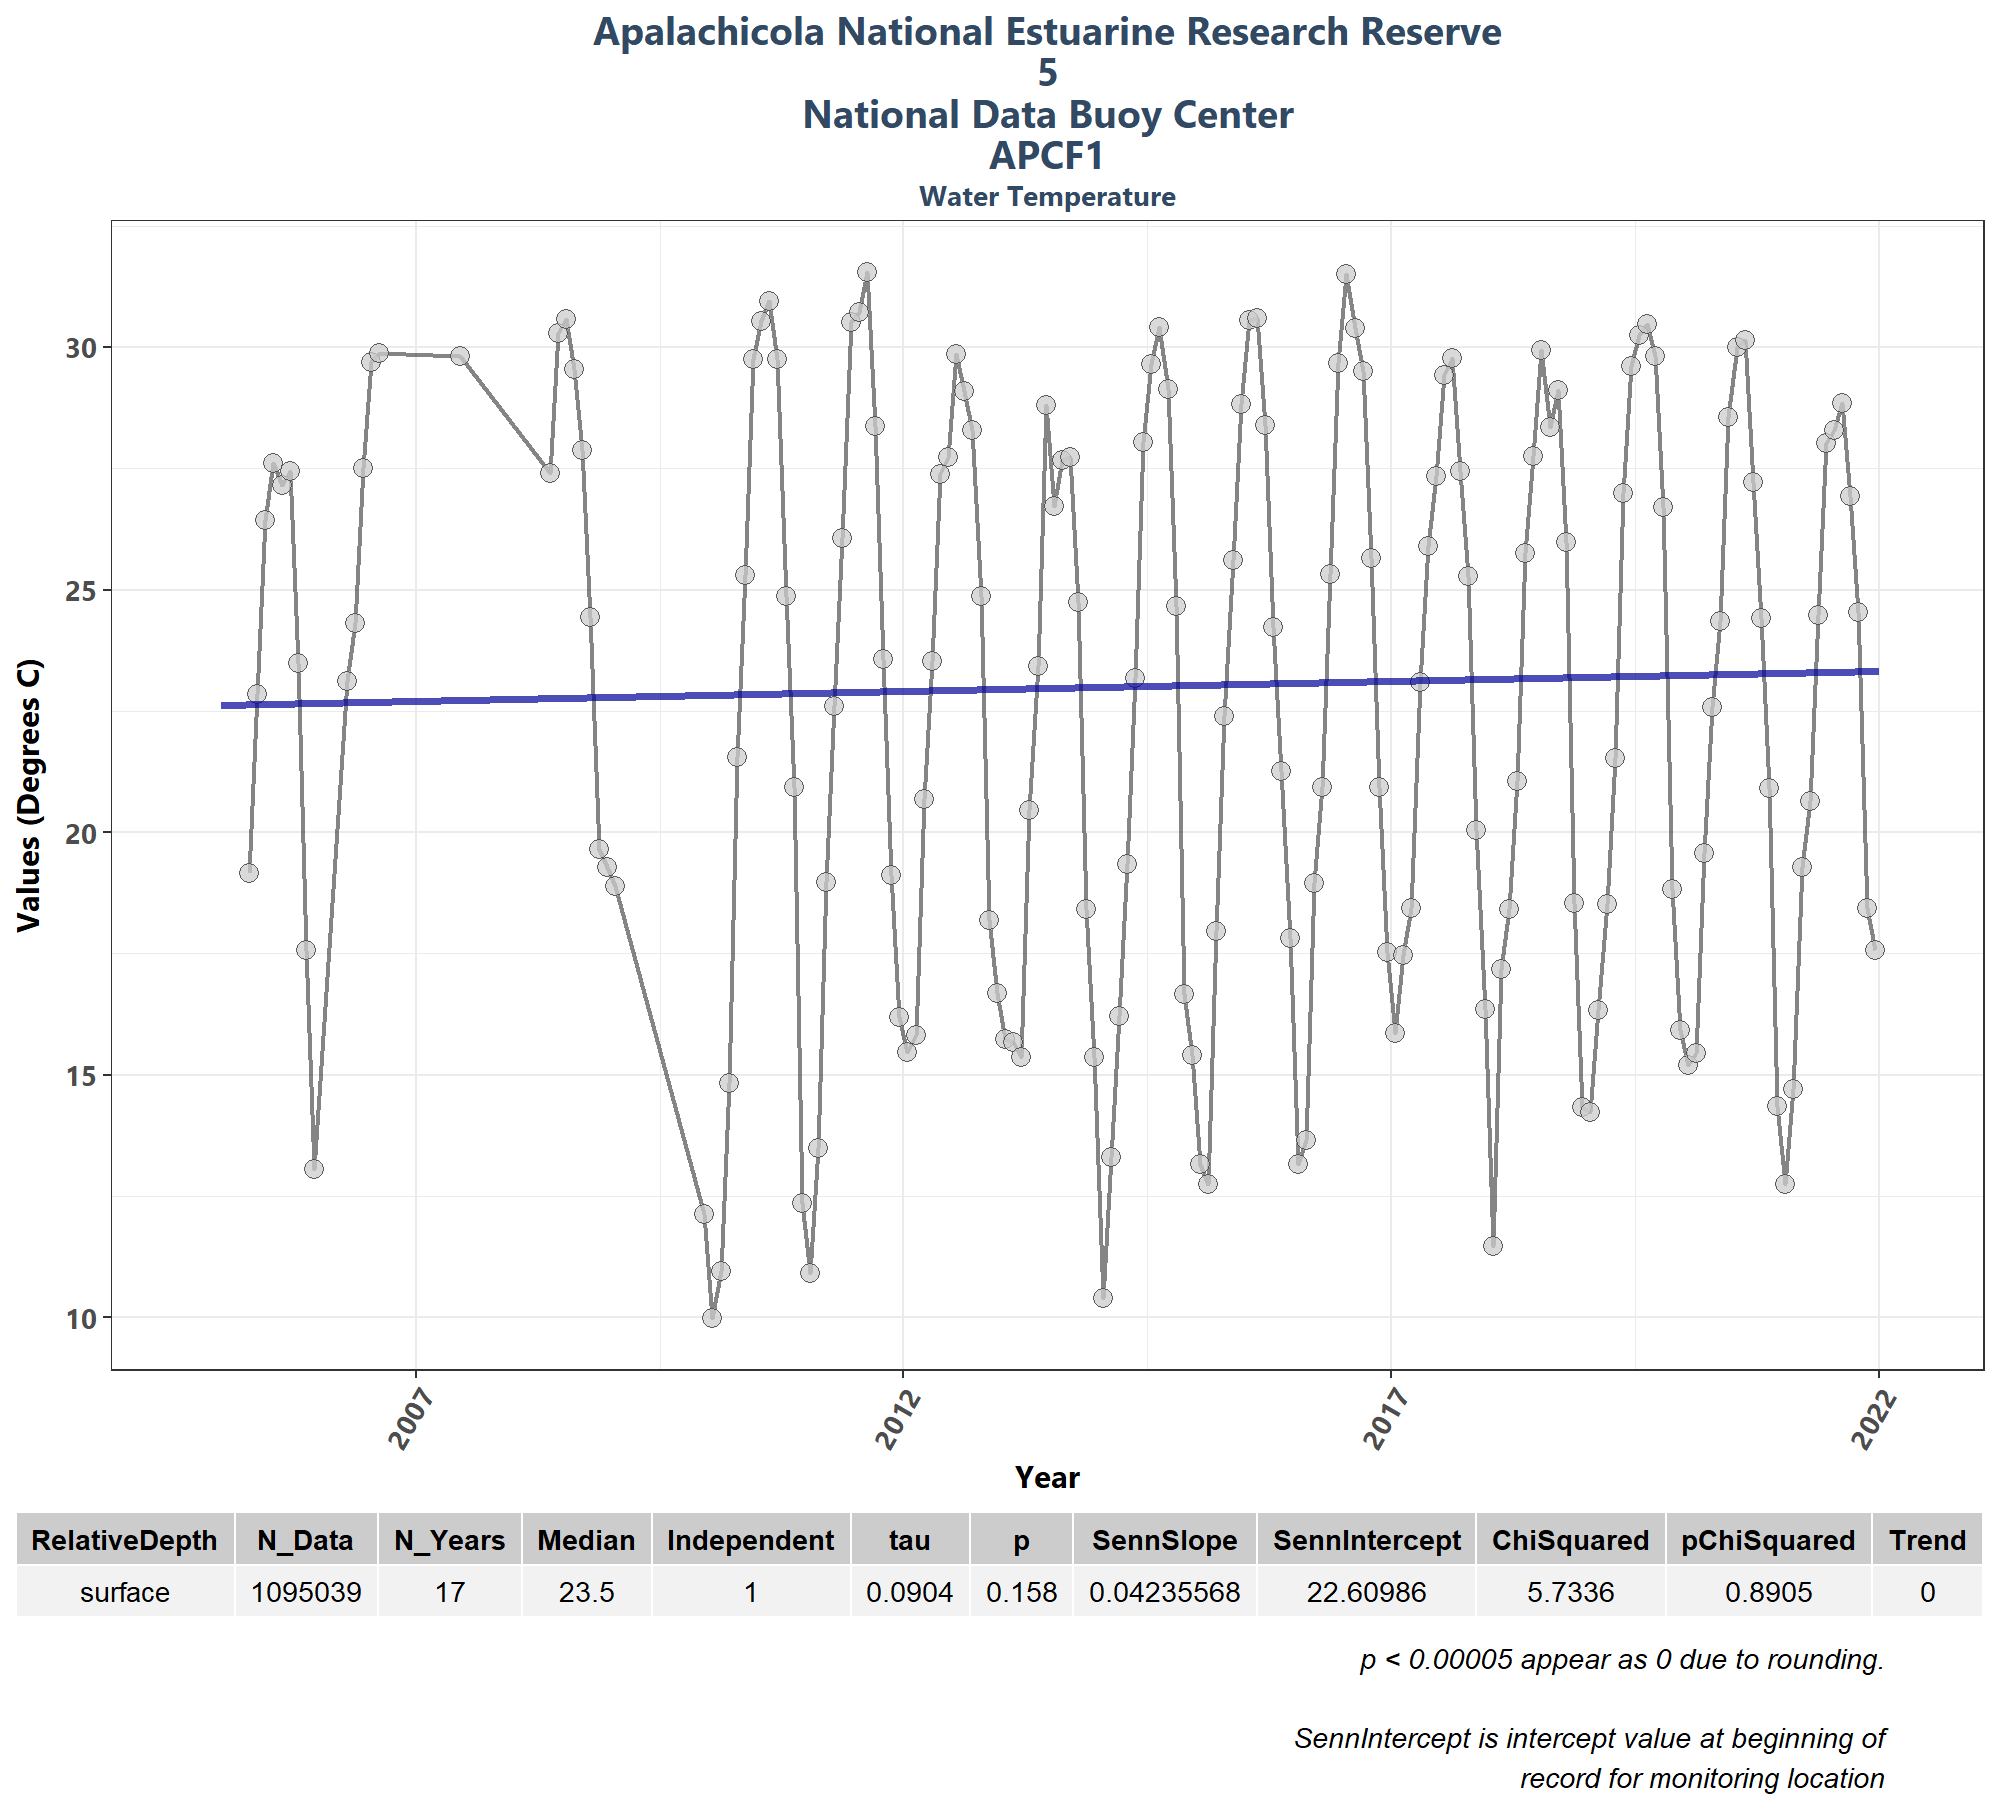 Apalachicola National Estuarine Research Reserve
5
National Data Buoy Center
APCF1
Water Temperature
Values (Degrees C)
30
25
20
15
10
2007
2012
2017
2022
Year
RelativeDepth N_Data N_Years Median Independent tau p SennSlope SennIntercept ChiSquared pChiSquared Trend
surface 1095039 17 23.5 1 0.0904 0.158 0.04235568 22.60986 5.7336 0.8905 0
p < 0.00005 appear as 0 due to rounding.
SennIntercept is intercept value at beginning of
record for monitoring location